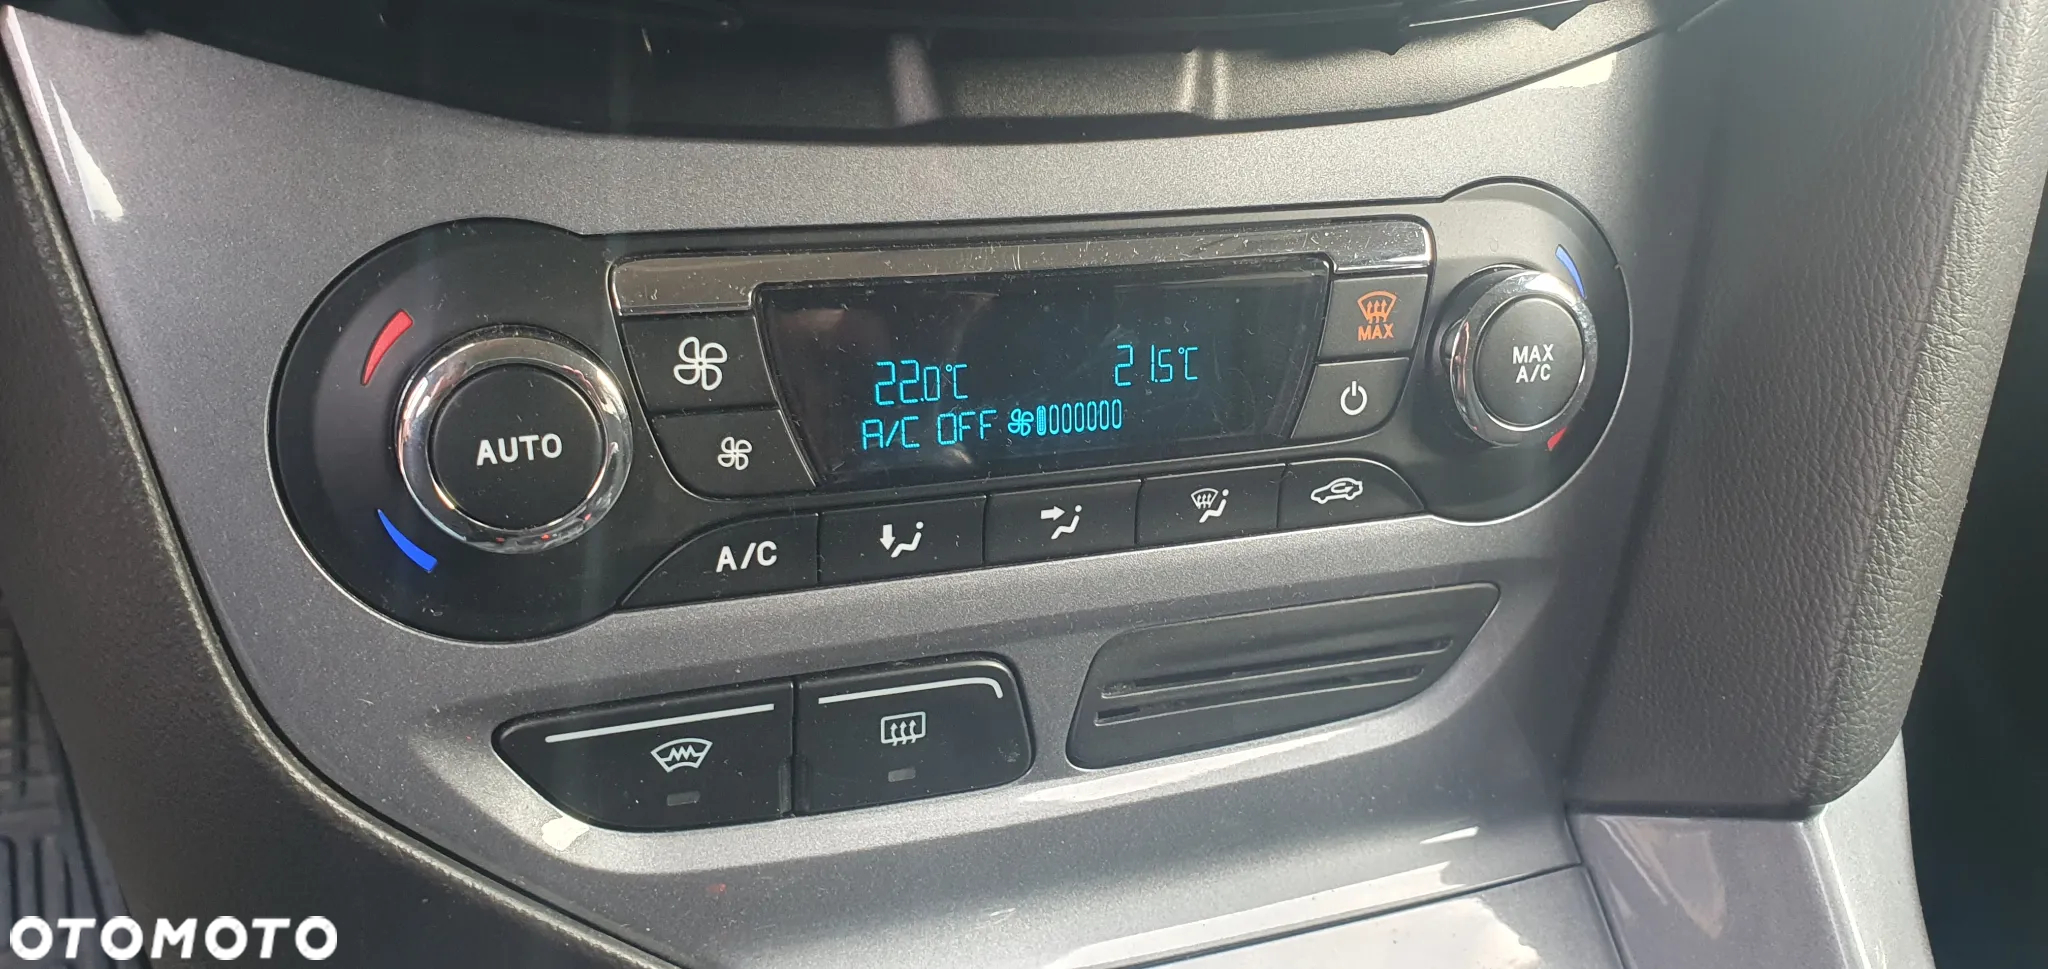 MAX
22.0°C 21.5°C
MAX
A/C
AUTO
A/C OFF
A/C
OTOMOTO